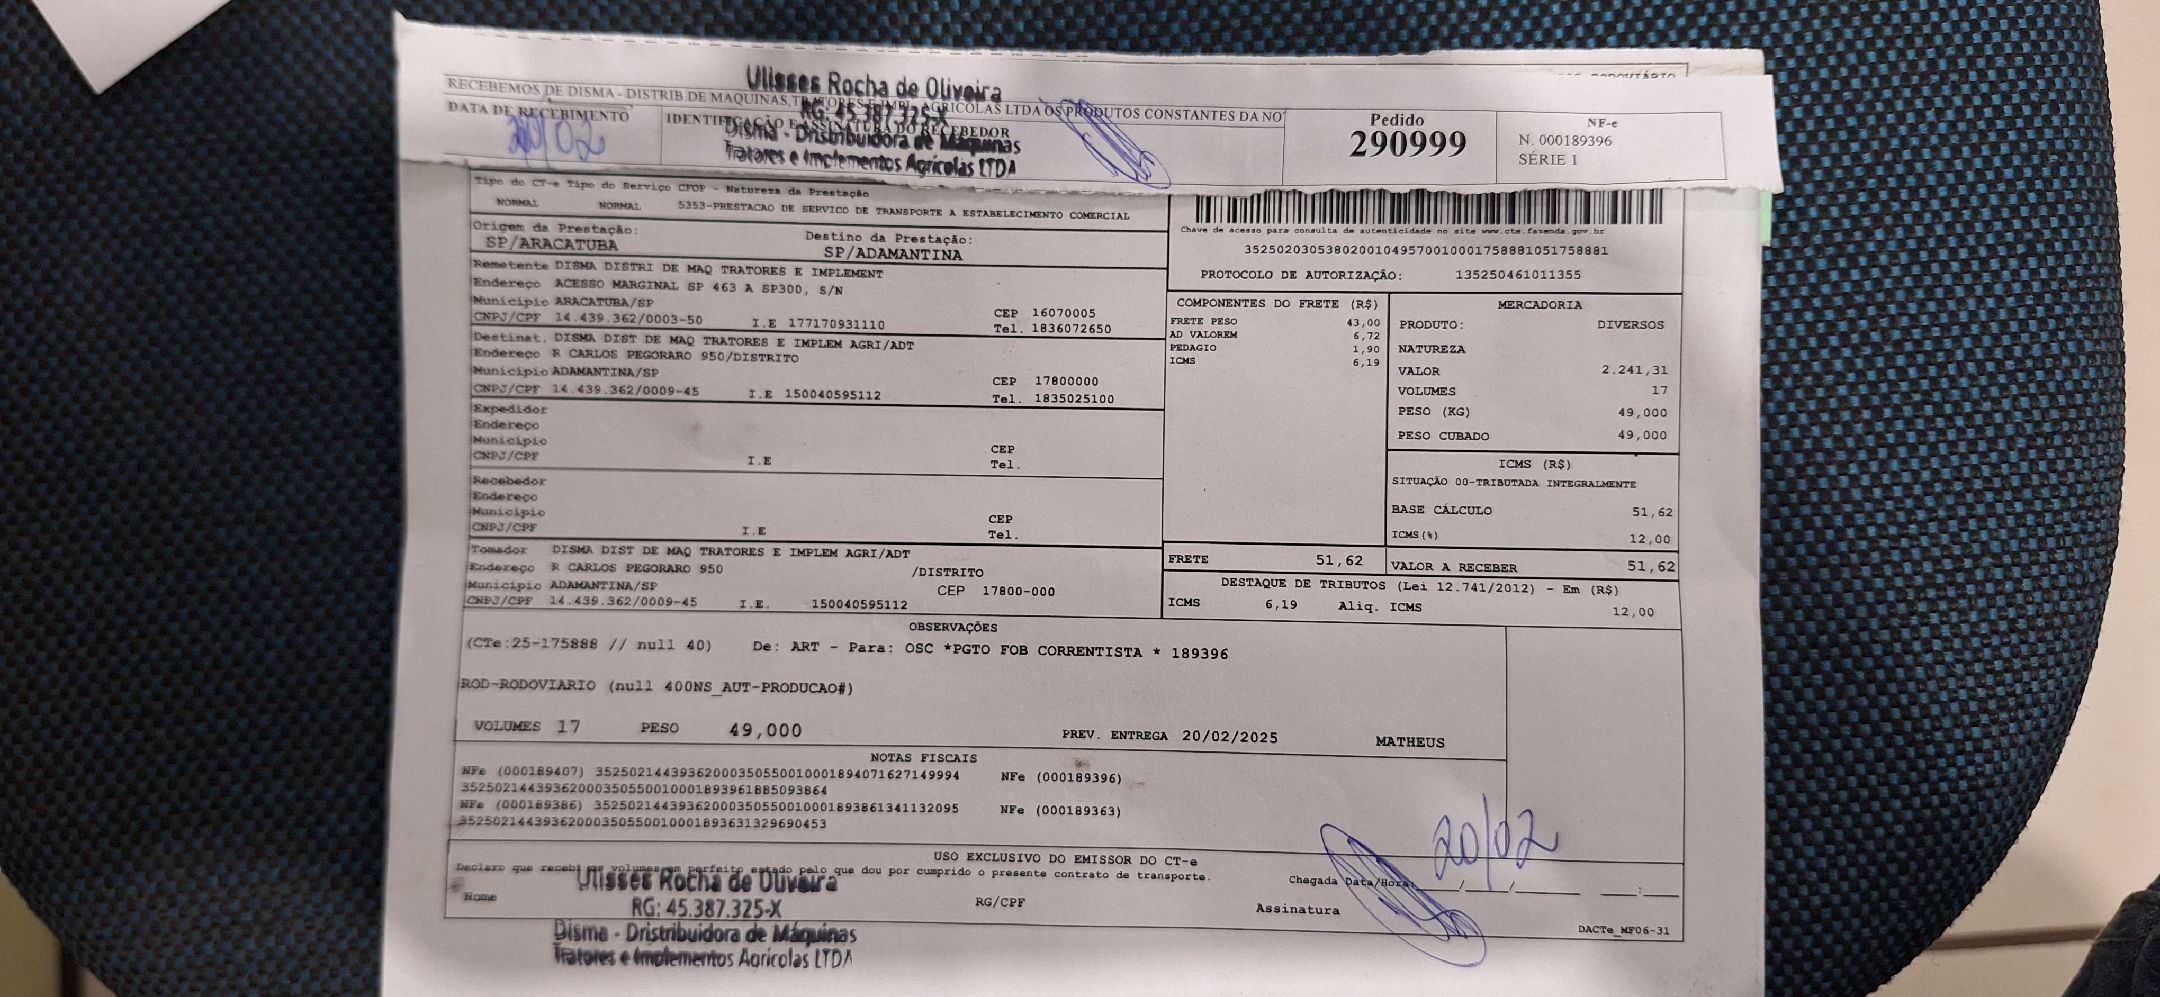 Ulisses Rocha de Oliveira
RG: 45.387.325-X
Disma - Dristribuidora de Máquinas
Tratores e Implementos Agrícolas LTDA
RECEBEMOS DE DISMA - DISTRIB DE MAQUINAS, TRATORES E IMPL. AGRICOLAS LTDA OS PRODUTOS CONSTANTES DA NO
DATA DE RECEBIMENTO
20/02
IDENTIFICAÇÃO E ASSINATURA DO RECEBEDOR
Pedido
290999
NF-e
N. 000189396
SÉRIE 1
Tipo do CT-e Tipo do Serviço CFOP - Natureza da Prestação
NORMAL NORMAL 5353-PRESTACAO DE SERVICO DE TRANSPORTE A ESTABELECIMENTO COMERCIAL
Origem da Prestação: Destino da Prestação:
SP/ARACATUBA SP/ADAMANTINA
Remetente DISMA DISTRI DE MAQ TRATORES E IMPLEMENT
Endereço ACESSO MARGINAL SP 463 A SP300, S/N
Município ARACATUBA/SP CEP 16070005
CNPJ/CPF 14.439.362/0003-50 I.E 177170931110 Tel. 1836072650
Destinat. DISMA DIST DE MAQ TRATORES E IMPLEM AGRI/ADT
Endereço R CARLOS PEGORARO 950/DISTRITO
Município ADAMANTINA/SP CEP 17800000
CNPJ/CPF 14.439.362/0009-45 I.E 150040595112 Tel. 1835025100
Expedidor
Endereço
Município CEP
CNPJ/CPF I.E Tel.
Recebedor
Endereço
Município CEP
CNPJ/CPF I.E Tel.
Tomador DISMA DIST DE MAQ TRATORES E IMPLEM AGRI/ADT
Endereço R CARLOS PEGORARO 950 /DISTRITO
Município ADAMANTINA/SP CEP 17800-000
CNPJ/CPF 14.439.362/0009-45 I.E. 150040595112
Chave de acesso para consulta de autenticidade no site www.cte.fazenda.gov.br
35250203053802001049570010001758881051758881
PROTOCOLO DE AUTORIZAÇÃO: 135250461011355
COMPONENTES DO FRETE (R$)
FRETE PESO 43,00
AD VALOREM 6,72
PEDAGIO 1,90
ICMS 6,19
MERCADORIA
PRODUTO: DIVERSOS
NATUREZA
VALOR 2.241,31
VOLUMES 17
PESO (KG) 49,000
PESO CUBADO 49,000
ICMS (R$)
SITUAÇÃO 00-TRIBUTADA INTEGRALMENTE
BASE CÁLCULO 51,62
ICMS(%) 12,00
FRETE 51,62
VALOR A RECEBER 51,62
DESTAQUE DE TRIBUTOS (Lei 12.741/2012) - Em (R$)
ICMS 6,19 Aliq. ICMS 12,00
OBSERVAÇÕES
(CTe:25-175888 // null 40) De: ART - Para: OSC *PGTO FOB CORRENTISTA * 189396
ROD-RODOVIARIO (null 400NS_AUT-PRODUCAO#)
VOLUMES 17 PESO 49,000 PREV. ENTREGA 20/02/2025 MATHEUS
NOTAS FISCAIS
NFe (000189407) 35250214439362000350550010001894071627149994 NFe (000189396)
35250214439362000350550010001893961885093864
NFe (000189386) 35250214439362000350550010001893861341132095 NFe (000189363)
35250214439362000350550010001893631329690453
USO EXCLUSIVO DO EMISSOR DO CT-e
Declaro que recebi os volumes em perfeito estado pelo que dou por cumprido o presente contrato de transporte.
Chegada Data/Hora: __/__/____ __:__
20/02
Nome RG/CPF Assinatura
Ulisses Rocha de Oliveira
RG: 45.387.325-X
Disma - Dristribuidora de Máquinas
Tratores e Implementos Agrícolas LTDA
DACTe_MF06-31